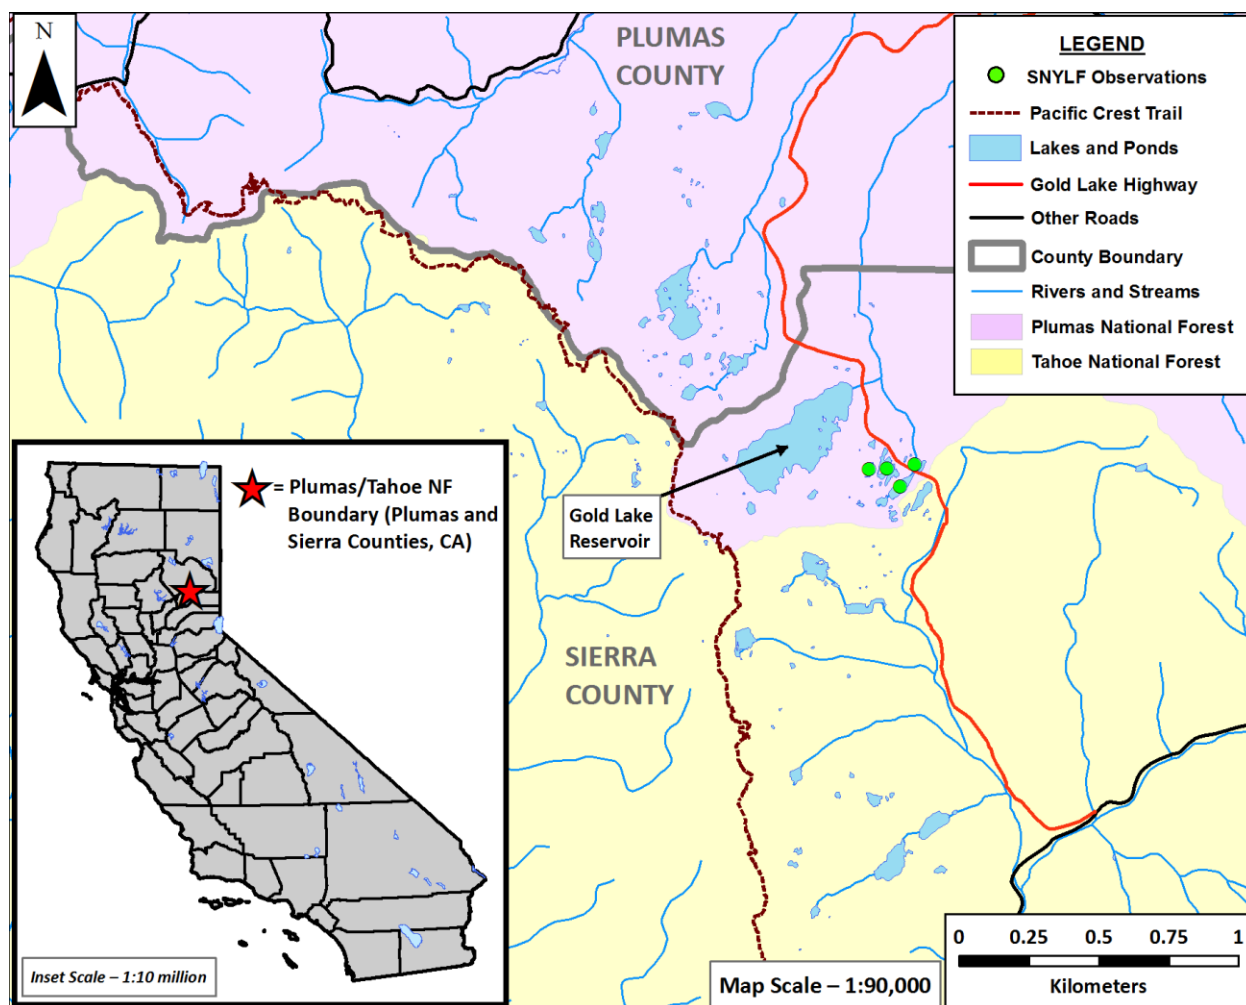 N
PLUMAS
COUNTY
LEGEND
SNYLF Observations
Pacific Crest Trail
Lakes and Ponds
Gold Lake Highway
Other Roads
County Boundary
Rivers and Streams
Plumas National Forest
Tahoe National Forest
= Plumas/Tahoe NF
Boundary (Plumas and
Sierra Counties, CA)
Gold Lake
Reservoir
SIERRA
COUNTY
Inset Scale – 1:10 million
Map Scale – 1:90,000
0 0.25 0.5 0.75 1
Kilometers